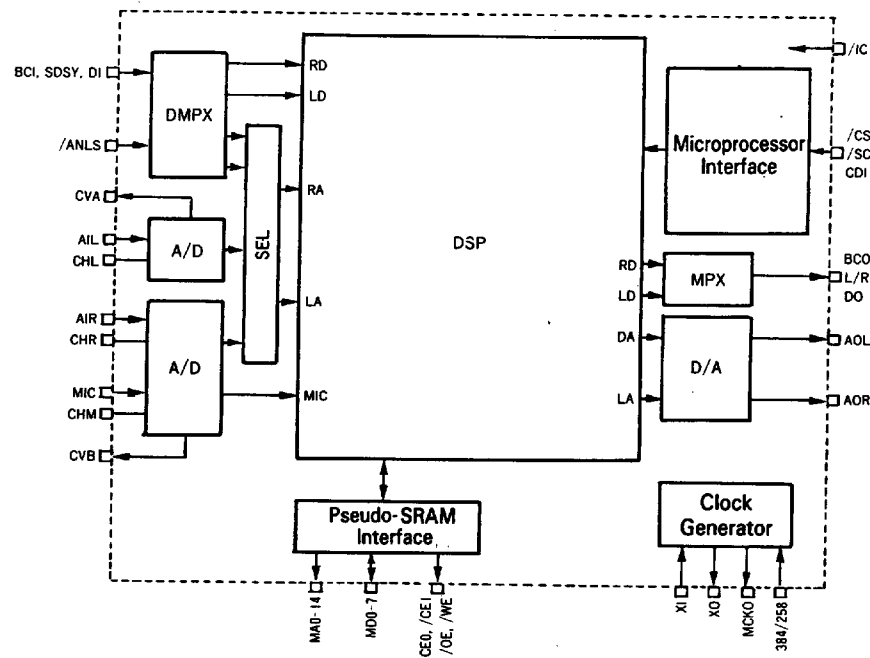 BCI, SDSY, DI
/ANLS
CVA
AIL
CHL
AIR
CHR
MIC
CHM
CVB
DMPX
A/D
A/D
SEL
RD
LD
RA
LA
MIC
DSP
RD
LD
DA
LA
Microprocessor
Interface
MPX
D/A
/IC
/CS
/SC
CDI
BCO
L/R
DO
AOL
AOR
Pseudo-SRAM
Interface
Clock
Generator
MA0-14
MD0-7
CE0, /CE1
/OE, /WE
XI
XO
MCKO
384/258